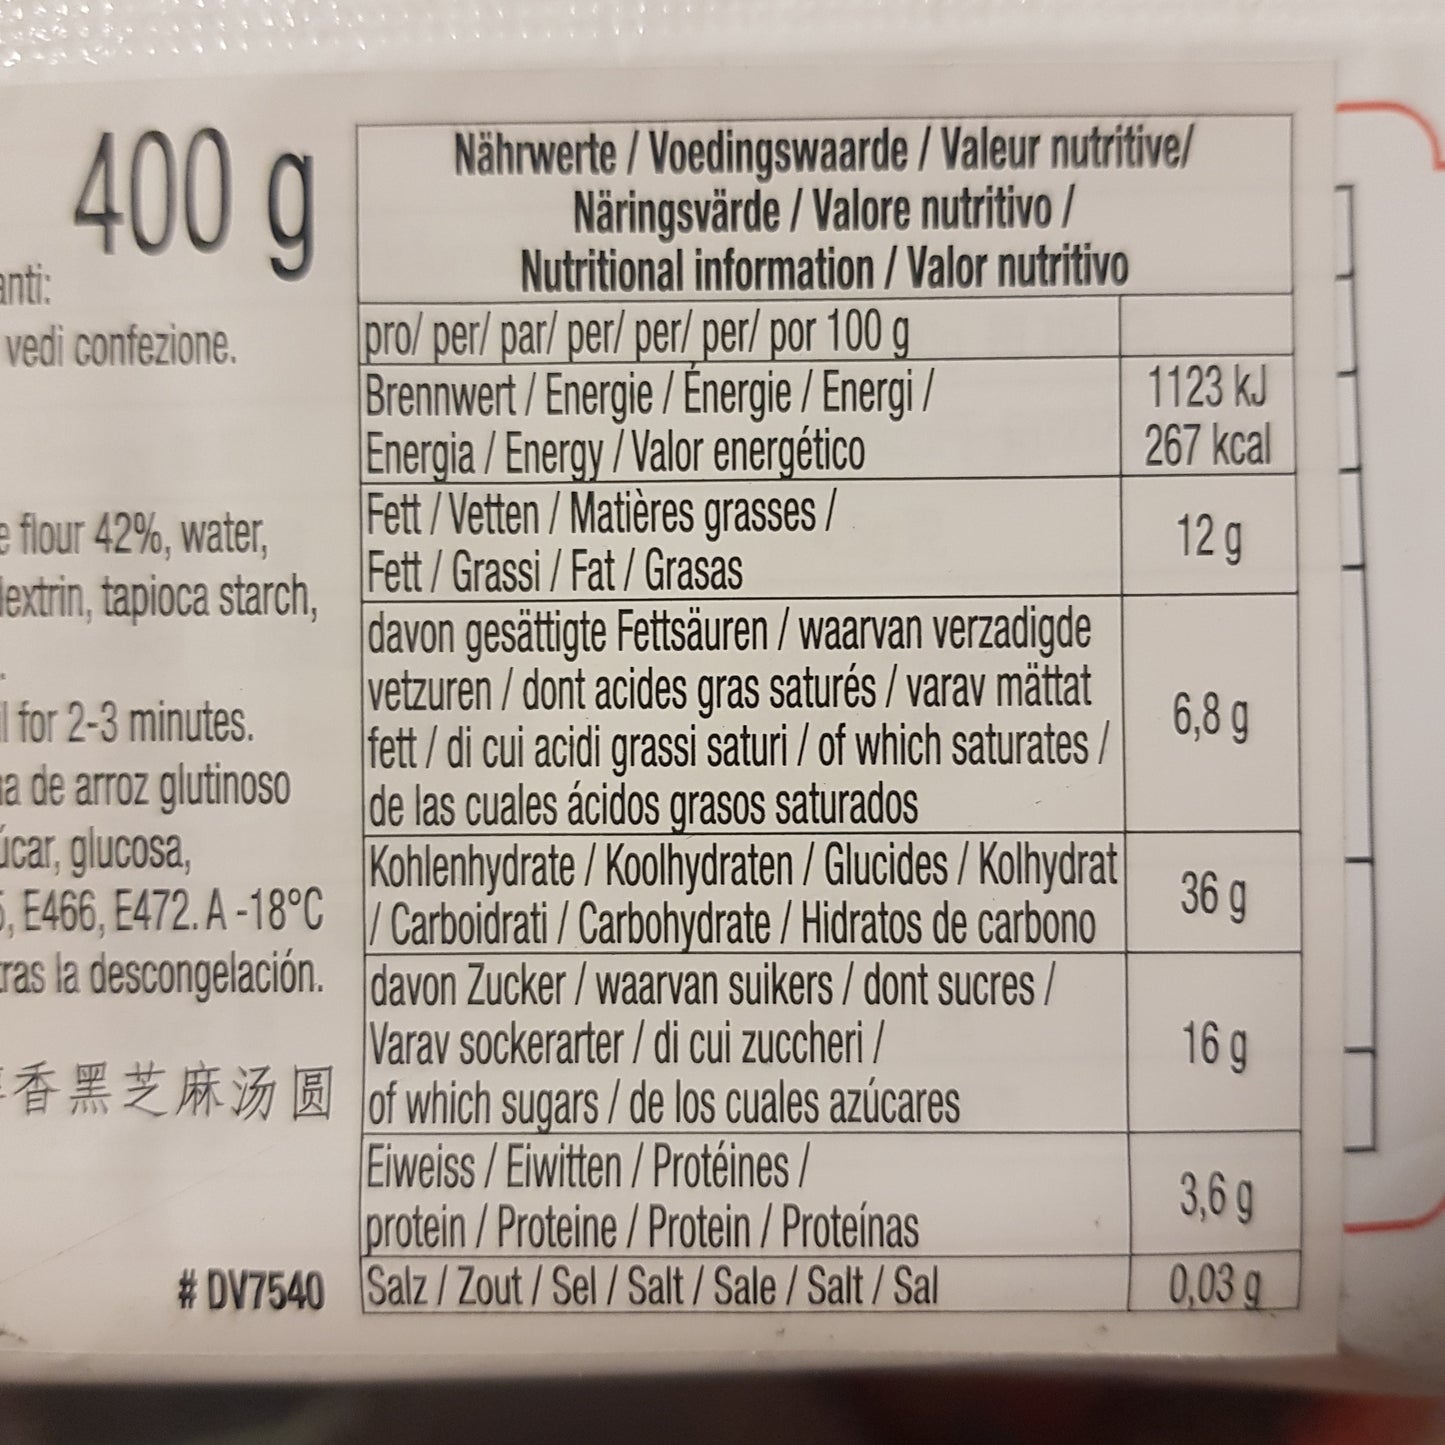 400 g
anti:
vedi confezione.
flour 42%, water,
tapioca starch,
for 2-3 minutes.
de arroz glutinoso
glucosa,
E466, E472. A -18°C
la descongelación.
香黑芝麻汤圆
# DV7540
Nährwerte / Voedingswaarde / Valeur nutritive/
Näringsvärde / Valore nutritivo /
Nutritional information / Valor nutritivo
pro/ per/ par/ per/ per/ per/ por 100 g
Brennwert / Energie / Énergie / Energi /
Energia / Energy / Valor energético
1123 kJ
267 kcal
Fett / Vetten / Matières grasses /
Fett / Grassi / Fat / Grasas
12 g
davon gesättigte Fettsäuren / waarvan verzadigde
vetzuren / dont acides gras saturés / varav mättat
fett / di cui acidi grassi saturi / of which saturates /
de las cuales ácidos grasos saturados
6,8 g
Kohlenhydrate / Koolhydraten / Glucides / Kolhydrat
/ Carboidrati / Carbohydrate / Hidratos de carbono
36 g
davon Zucker / waarvan suikers / dont sucres /
Varav sockerarter / di cui zuccheri /
of which sugars / de los cuales azúcares
16 g
Eiweiss / Eiwitten / Protéines /
protein / Proteine / Protein / Proteínas
3,6 g
Salz / Zout / Sel / Salt / Sale / Salt / Sal
0,03 g